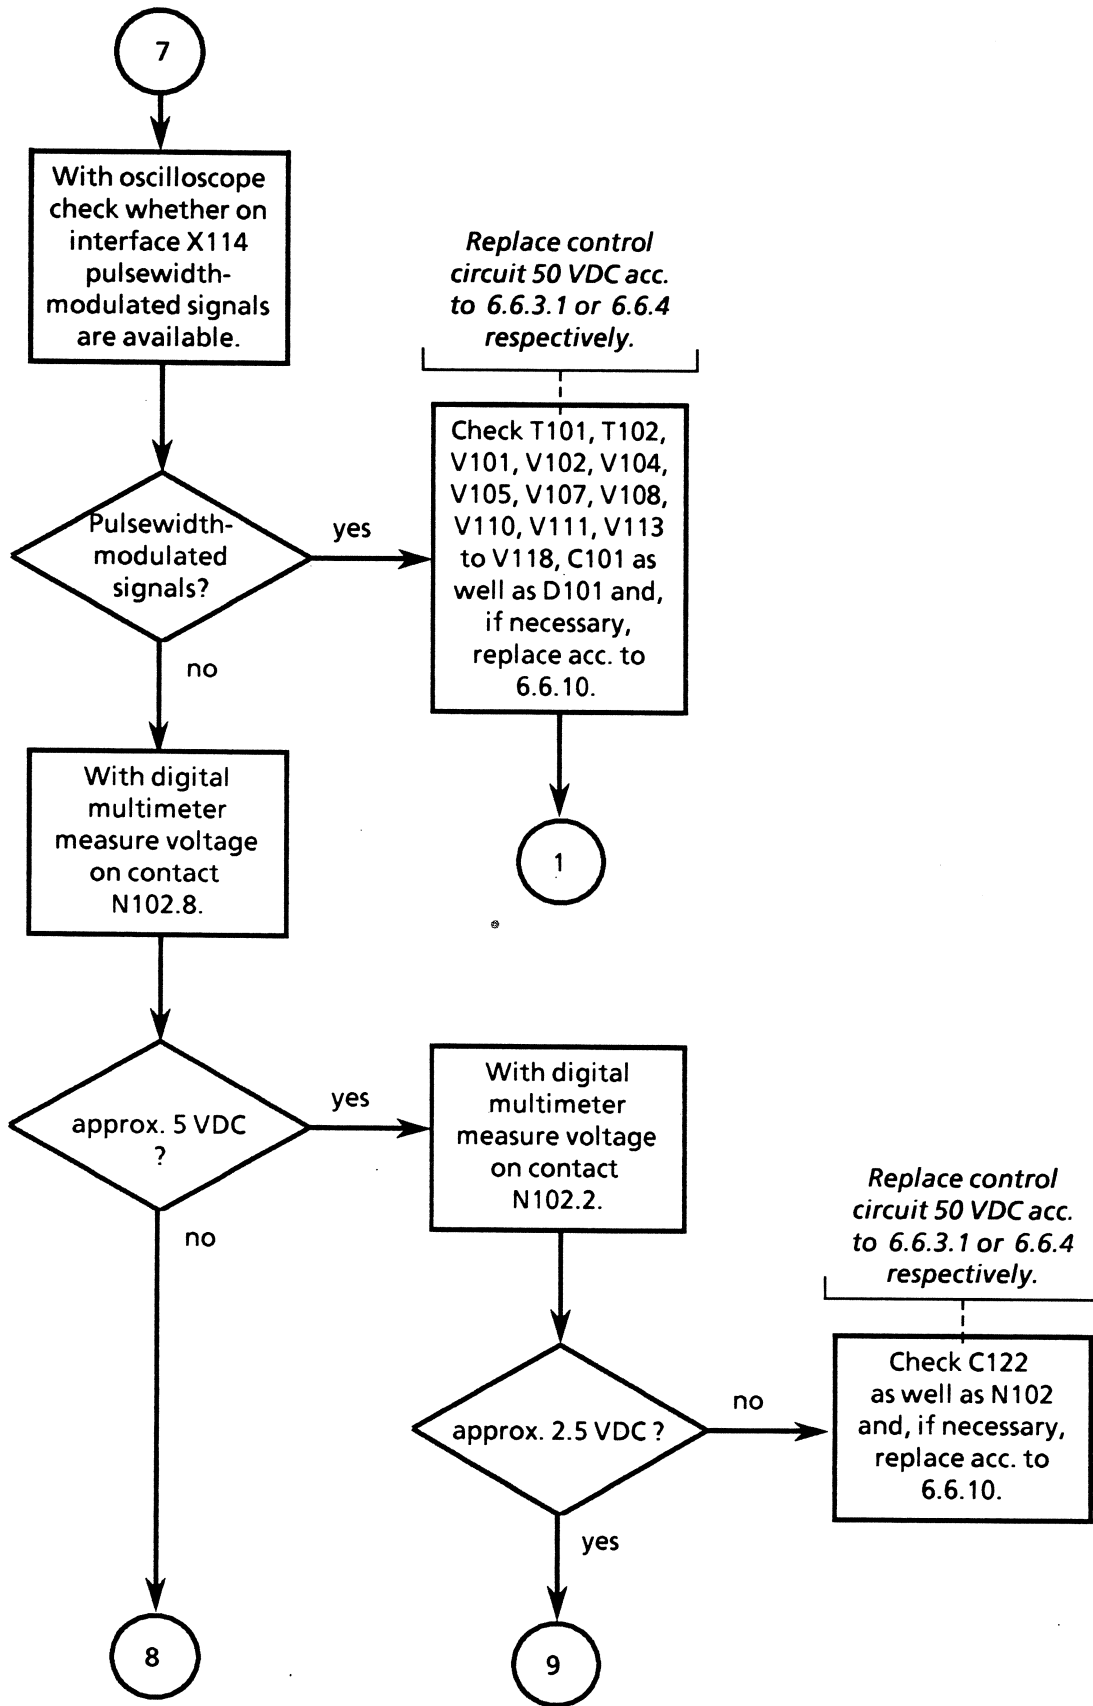 7
With oscilloscope
check whether on
interface X114
pulsewidth-
modulated signals
are available.
Replace control
circuit 50 VDC acc.
to 6.6.3.1 or 6.6.4
respectively.
Pulsewidth-
modulated
signals?
yes
Check T101, T102,
V101, V102, V104,
V105, V107, V108,
V110, V111, V113
to V118, C101 as
well as D101 and,
if necessary,
replace acc. to
6.6.10.
no
1
With digital
multimeter
measure voltage
on contact
N102.8.
approx. 5 VDC
?
yes
With digital
multimeter
measure voltage
on contact
N102.2.
no
Replace control
circuit 50 VDC acc.
to 6.6.3.1 or 6.6.4
respectively.
approx. 2.5 VDC ?
no
Check C122
as well as N102
and, if necessary,
replace acc. to
6.6.10.
yes
8
9